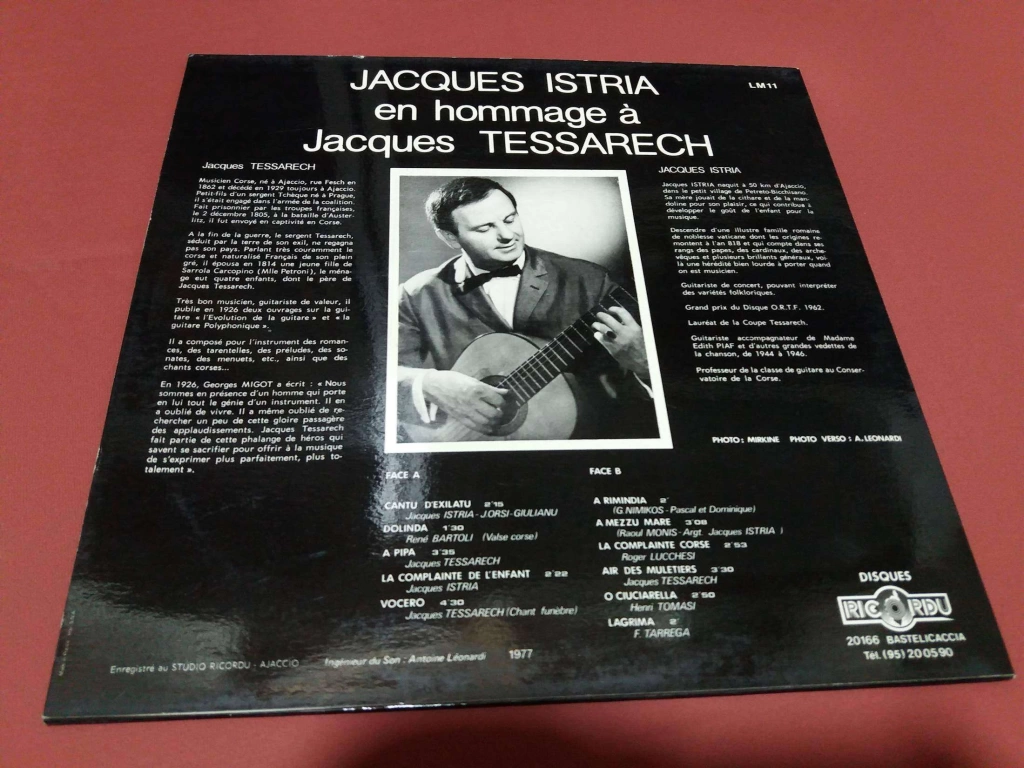 JACQUES ISTRIA
en hommage à
Jacques TESSARECH
LM11
Jacques TESSARECH
Musicien Corse, né à Ajaccio, rue Fesch en
1862 et décédé en 1929 toujours à Ajaccio.
Petit-fils d'un sergent Tchèque né à Prague,
il s'était engagé dans l'armée de la coalition.
Fait prisonnier par les troupes françaises,
le 2 décembre 1805, à la bataille d'Auster-
litz, il fut envoyé en captivité en Corse.
A la fin de la guerre, le sergent Tessarech,
séduit par la terre de son exil, ne regagna
pas son pays. Parlant très couramment le
corse et naturalisé Français de son plein
gré, il épousa en 1814 une jeune fille de
Sarrola Carcopino (Mlle Petroni), le ména-
ge eut quatre enfants, dont le père de
Jacques Tessarech.
Très bon musicien, guitariste de valeur, il
publie en 1926 deux ouvrages sur la gui-
tare « l'Evolution de la guitare » et « la
guitare Polyphonique ».
Il a composé pour l'instrument des roman-
ces, des tarentelles, des préludes, des so-
nates, des menuets, etc., ainsi que des
chants corses...
En 1926, Georges MIGOT a écrit : « Nous
sommes en présence d'un homme qui porte
en lui tout le génie d'un instrument. Il en
a oublié de vivre. Il a même oublié de re-
chercher un peu de cette gloire passagère
des applaudissements. Jacques Tessarech
fait partie de cette phalange de héros qui
savent se sacrifier pour offrir à la musique
de s'exprimer plus parfaitement, plus to-
talement ».
JACQUES ISTRIA
Jacques ISTRIA naquit à 50 km d'Ajaccio,
dans le petit village de Petreto-Bicchisano.
Sa mère jouait de la cithare et de la man-
doline pour son plaisir, ce qui contribua à
développer le goût de l'enfant pour la
musique.
Descendre d'une illustre famille romaine
de noblesse vaticane dont les origines re-
montent à l'an 818 et qui compte dans ses
rangs des papes, des cardinaux, des arche-
vêques et plusieurs brillants généraux, voi-
là une hérédité bien lourde à porter quand
on est musicien.
Guitariste de concert, pouvant interpréter
des variétés folkloriques.
Grand prix du Disque O.R.T.F. 1962.
Lauréat de la Coupe Tessarech.
Guitariste accompagnateur de Madame
Edith PIAF et d'autres grandes vedettes de
la chanson, de 1944 à 1946.
Professeur de la classe de guitare au Conser-
vatoire de la Corse.
PHOTO : MIRKINE PHOTO VERSO : A. LEONARDI
FACE A
CANTU D'EXILATU 2'15
Jacques ISTRIA - J.ORSI-GIULIANU
DOLINDA 1'30
René BARTOLI (Valse corse)
A PIPA 3'35
Jacques TESSARECH
LA COMPLAINTE DE L'ENFANT 2'22
Jacques ISTRIA
VOCERO 4'30
Jacques TESSARECH (Chant funèbre)
FACE B
A RIMINDIA 2'
(G.NIMIKOS - Pascal et Dominique)
A MEZZU MARE 3'08
(Raoul MONIS - Argt. Jacques ISTRIA )
LA COMPLAINTE CORSE 2'53
Roger LUCCHESI
AIR DES MULETIERS 3'30
Jacques TESSARECH
O CIUCIARELLA 2'50
Henri TOMASI
LAGRIMA 2'
F. TARREGA
DISQUES
RICORDU
20166 BASTELICACCIA
Tél. (95) 20 05 90
Enregistré au STUDIO RICORDU - AJACCIO Ingénieur du Son : Antoine Léonardi 1977